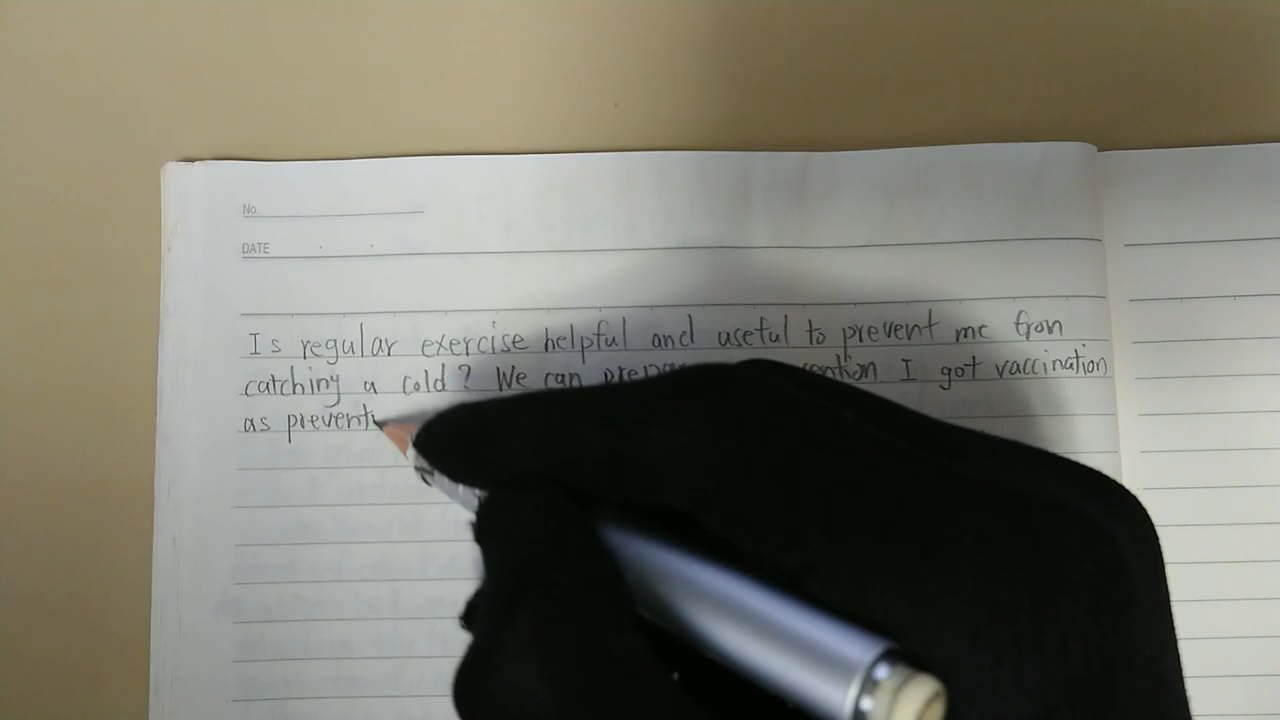 No.
DATE
Is regular exercise helpful and useful to prevent me from
catching a cold? We can I got vaccination
as